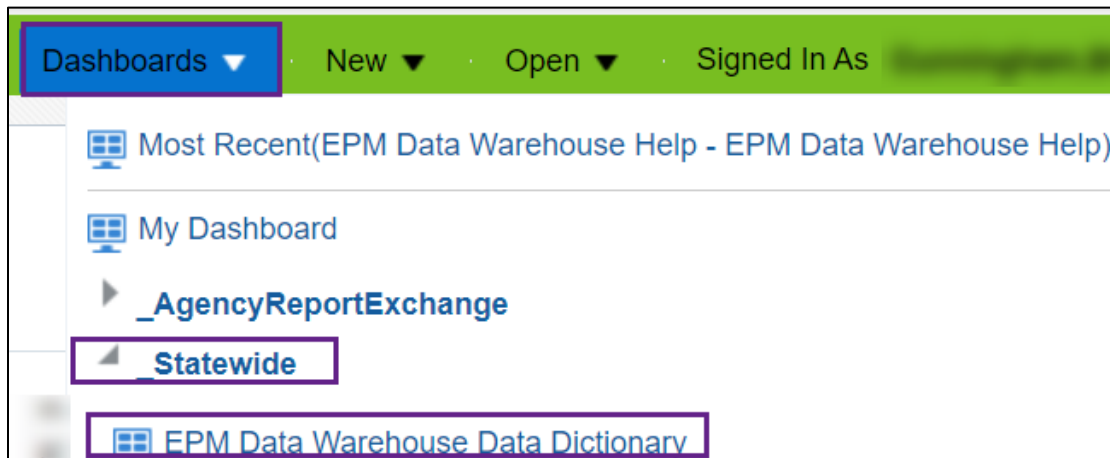 Dashboards New Open Signed In As
Most Recent(EPM Data Warehouse Help - EPM Data Warehouse Help)
My Dashboard
_AgencyReportExchange
_Statewide
EPM Data Warehouse Data Dictionary